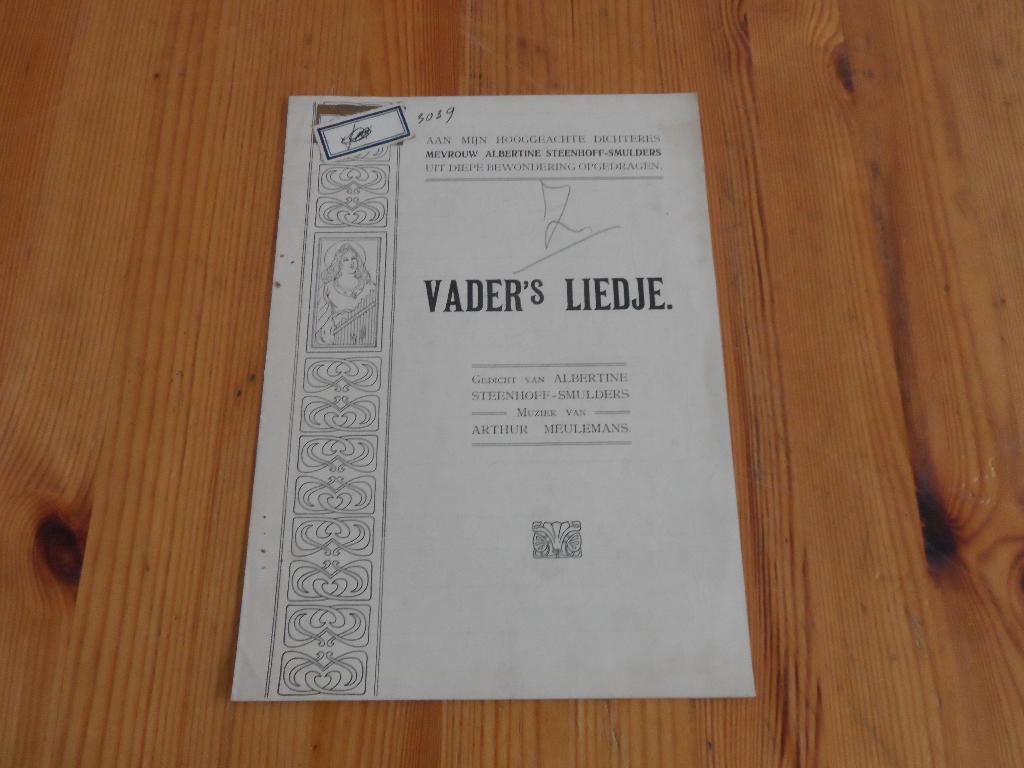 3039
AAN MIJN HOOGGEACHTE DICHTERES
MEVROUW ALBERTINE STEENHOFF-SMULDERS
UIT DIEPE BEWONDERING OPGEDRAGEN.
VADER'S LIEDJE.
GEDICHT VAN ALBERTINE
STEENHOFF-SMULDERS
MUZIEK VAN
ARTHUR MEULEMANS.